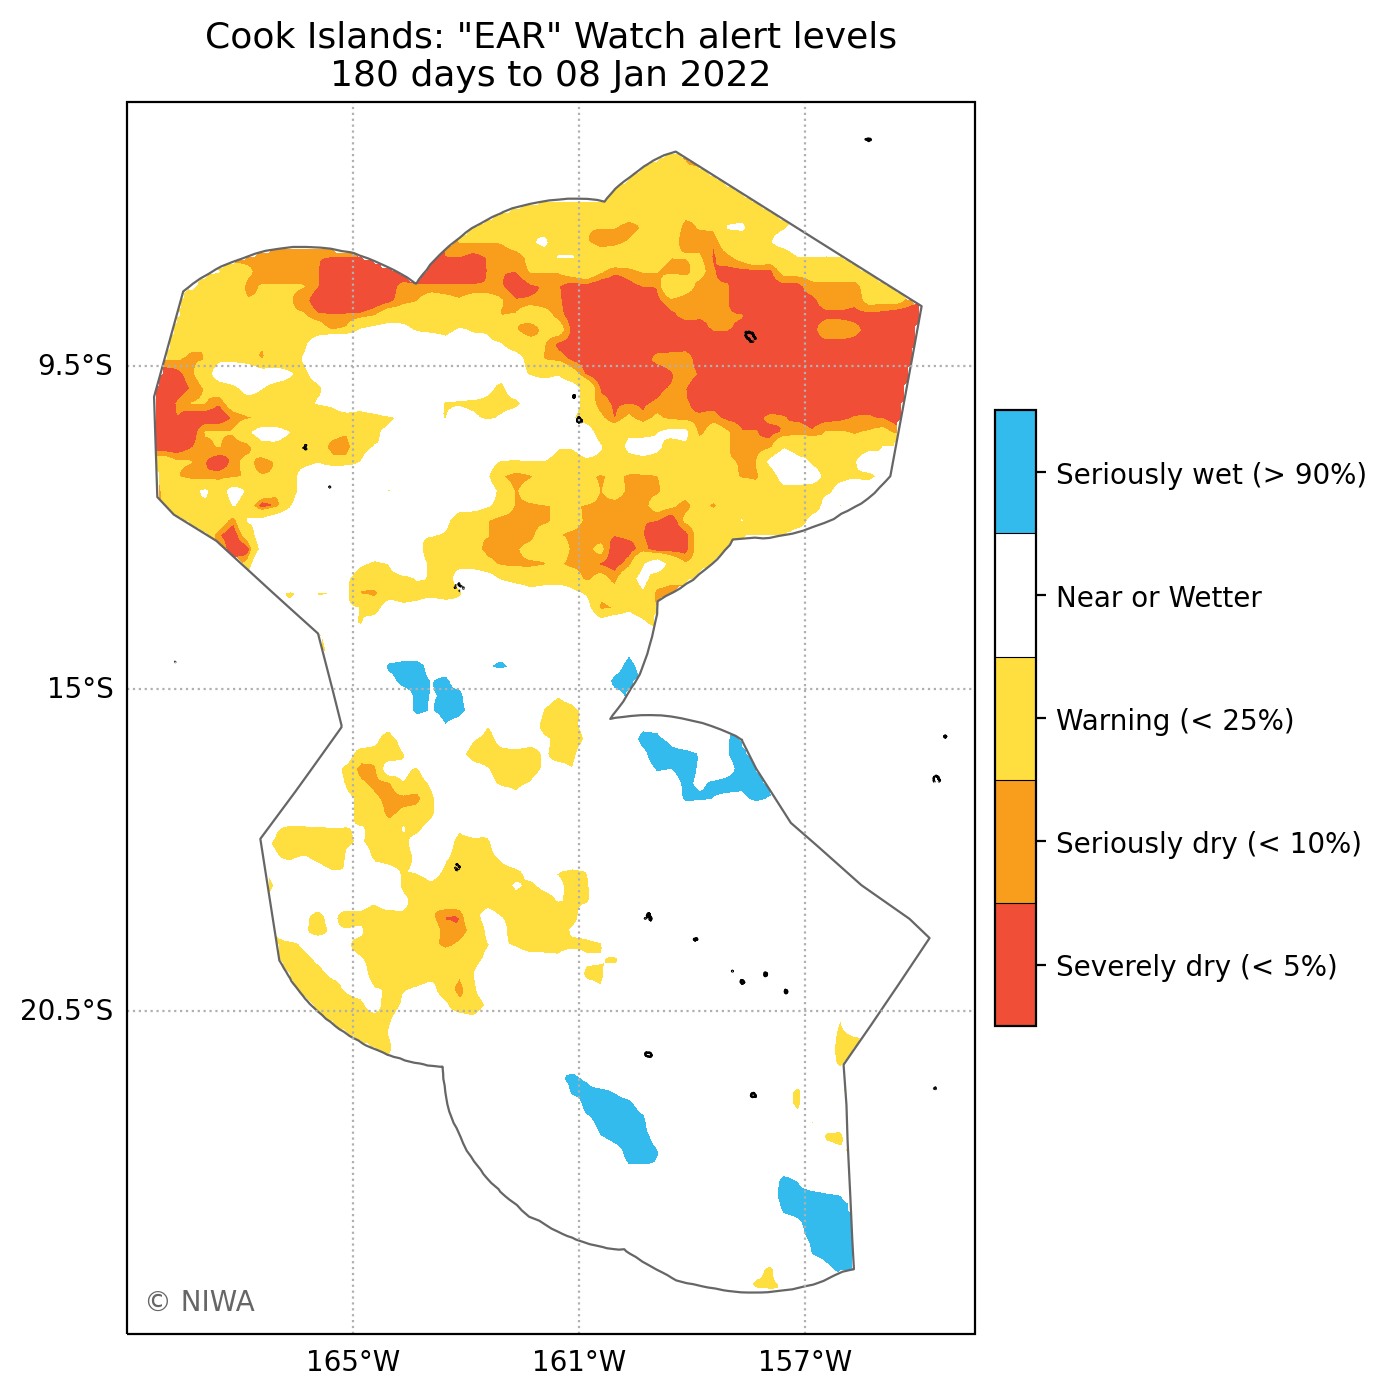 Cook Islands: "EAR" Watch alert levels
180 days to 08 Jan 2022
9.5°S
15°S
20.5°S
165°W
161°W
157°W
Seriously wet (> 90%)
Near or Wetter
Warning (< 25%)
Seriously dry (< 10%)
Severely dry (< 5%)
© NIWA